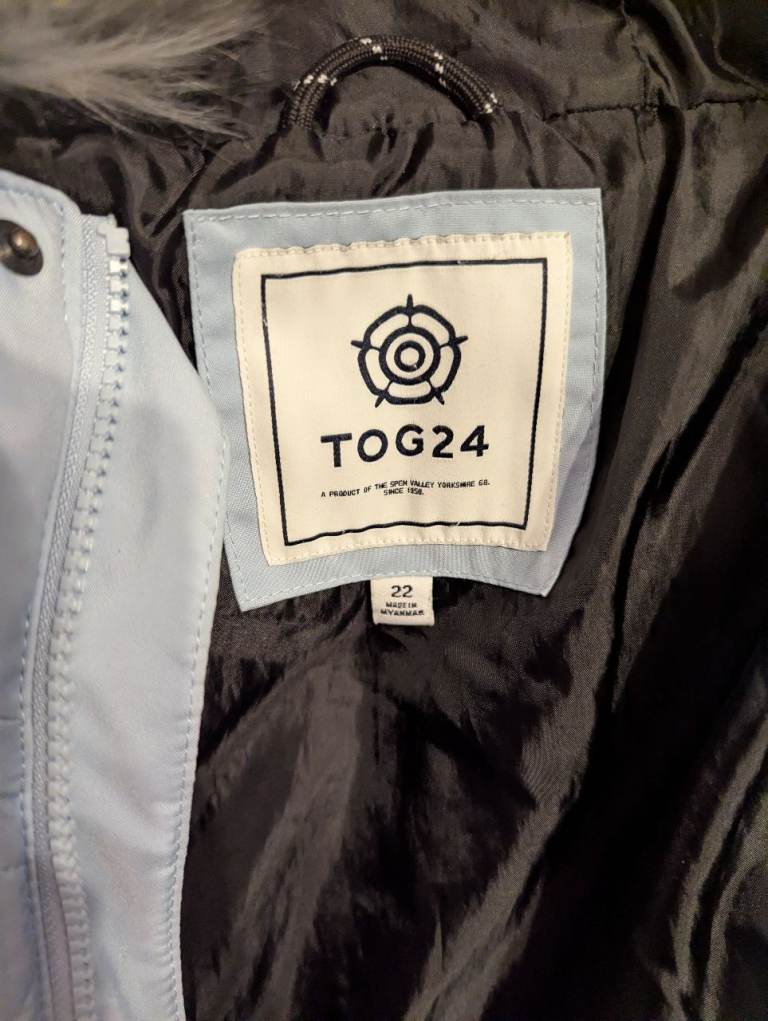 TOG24
A PRODUCT OF THE SPEN VALLEY YORKSHIRE GB.
SINCE 1958.
22
MADE IN
MYANMAR